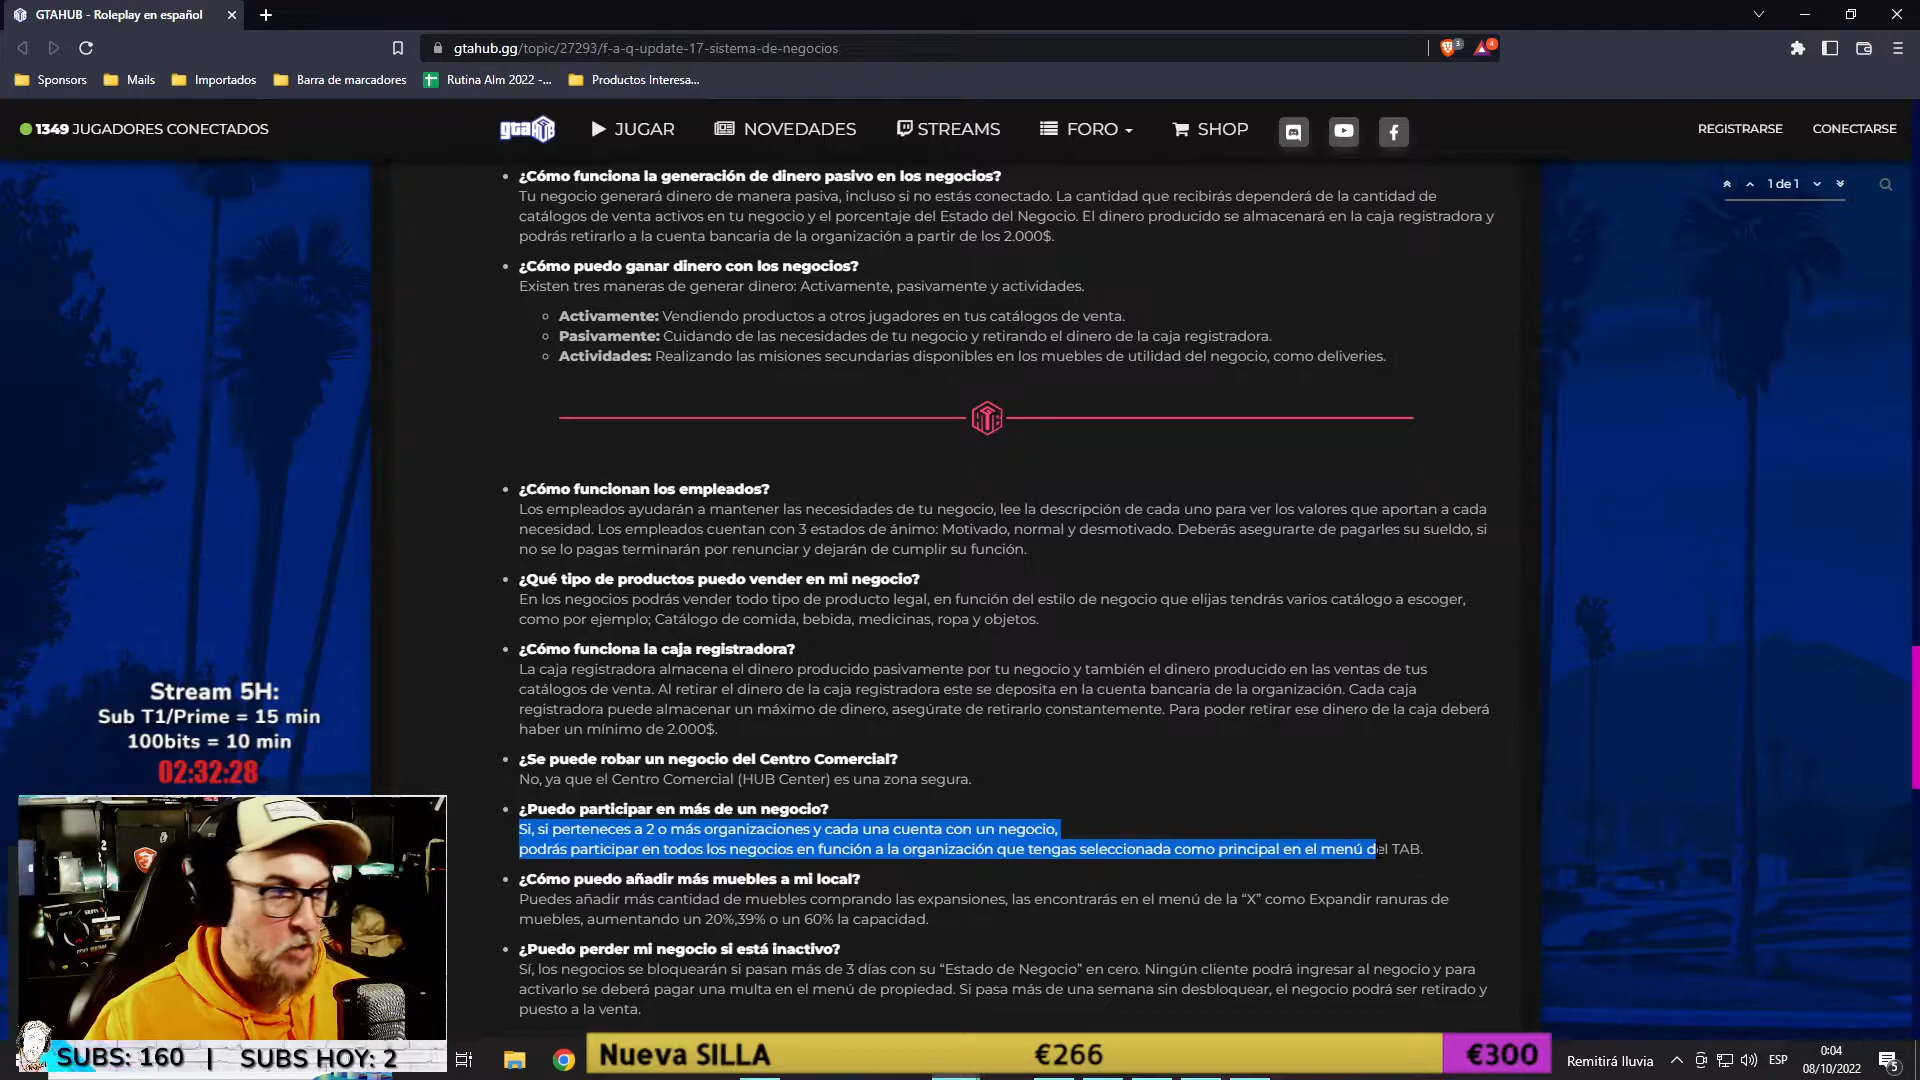 GTAHUB - Roleplay en español
gtahub.gg/topic/27293/f-a-q-update-17-sistema-de-negocios
3
4
Sponsors
Mails
Importados
Barra de marcadores
Rutina Alm 2022 -...
Productos Interesa...
1349 JUGADORES CONECTADOS
gtaHUB
JUGAR
NOVEDADES
STREAMS
FORO
SHOP
REGISTRARSE
CONECTARSE
1 de 1
¿Cómo funciona la generación de dinero pasivo en los negocios?
Tu negocio generará dinero de manera pasiva, incluso si no estás conectado. La cantidad que recibirás dependerá de la cantidad de
catálogos de venta activos en tu negocio y el porcentaje del Estado del Negocio. El dinero producido se almacenará en la caja registradora y
podrás retirarlo a la cuenta bancaria de la organización a partir de los 2.000$.
¿Cómo puedo ganar dinero con los negocios?
Existen tres maneras de generar dinero: Activamente, pasivamente y actividades.
Activamente: Vendiendo productos a otros jugadores en tus catálogos de venta.
Pasivamente: Cuidando de las necesidades de tu negocio y retirando el dinero de la caja registradora.
Actividades: Realizando las misiones secundarias disponibles en los muebles de utilidad del negocio, como deliveries.
¿Cómo funcionan los empleados?
Los empleados ayudarán a mantener las necesidades de tu negocio, lee la descripción de cada uno para ver los valores que aportan a cada
necesidad. Los empleados cuentan con 3 estados de ánimo: Motivado, normal y desmotivado. Deberás asegurarte de pagarles su sueldo, si
no se lo pagas terminarán por renunciar y dejarán de cumplir su función.
¿Qué tipo de productos puedo vender en mi negocio?
En los negocios podrás vender todo tipo de producto legal, en función del estilo de negocio que elijas tendrás varios catálogo a escoger,
como por ejemplo; Catálogo de comida, bebida, medicinas, ropa y objetos.
¿Cómo funciona la caja registradora?
La caja registradora almacena el dinero producido pasivamente por tu negocio y también el dinero producido en las ventas de tus
catálogos de venta. Al retirar el dinero de la caja registradora este se deposita en la cuenta bancaria de la organización. Cada caja
registradora puede almacenar un máximo de dinero, asegúrate de retirarlo constantemente. Para poder retirar ese dinero de la caja deberá
haber un mínimo de 2.000$.
¿Se puede robar un negocio del Centro Comercial?
No, ya que el Centro Comercial (HUB Center) es una zona segura.
¿Puedo participar en más de un negocio?
Si, si perteneces a 2 o más organizaciones y cada una cuenta con un negocio,
podrás participar en todos los negocios en función a la organización que tengas seleccionada como principal en el menú del TAB.
¿Cómo puedo añadir más muebles a mi local?
Puedes añadir más cantidad de muebles comprando las expansiones, las encontrarás en el menú de la “X” como Expandir ranuras de
muebles, aumentando un 20%,39% o un 60% la capacidad.
¿Puedo perder mi negocio si está inactivo?
Sí, los negocios se bloquearán si pasan más de 3 días con su “Estado de Negocio” en cero. Ningún cliente podrá ingresar al negocio y para
activarlo se deberá pagar una multa en el menú de propiedad. Si pasa más de una semana sin desbloquear, el negocio podrá ser retirado y
puesto a la venta.
Stream 5H:
Sub T1/Prime = 15 min
100bits = 10 min
02:32:28
SUBS: 160 | SUBS HOY: 2
Nueva SILLA
€266
€300
Remitirá lluvia
ESP
0:04
08/10/2022
5